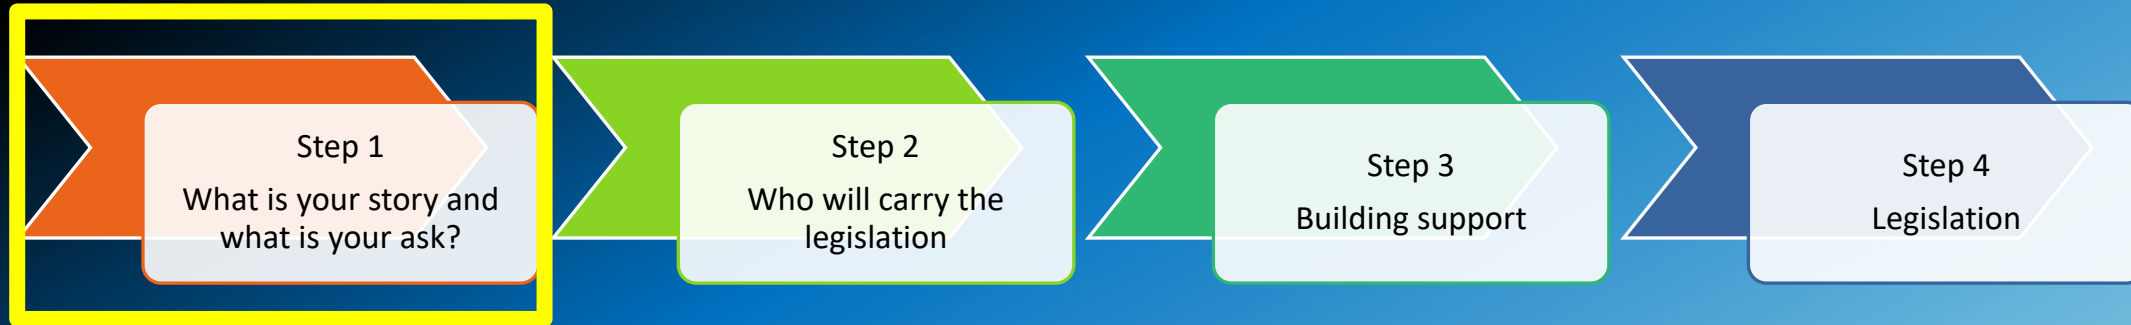 Step 1
What is your story and
what is your ask?
Step 2
Who will carry the
legislation
Step 3
Building support
Step 4
Legislation